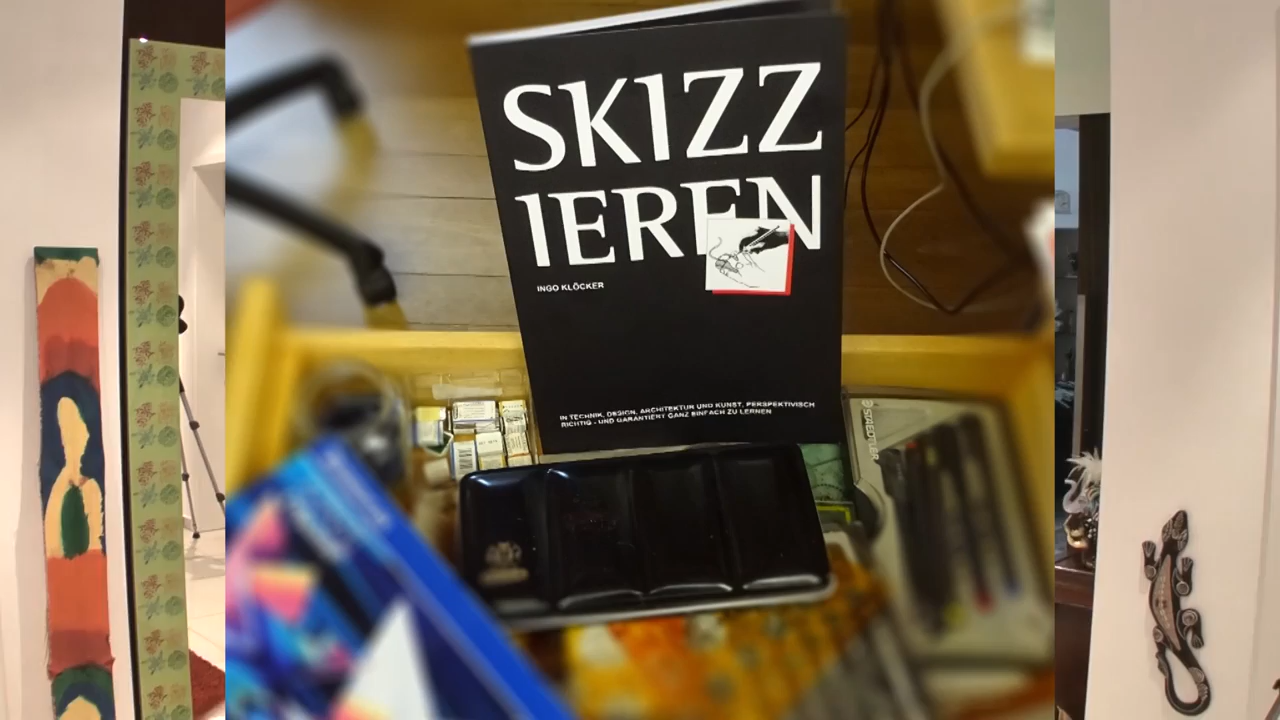 SKIZZ
IEREN
INGO KLÖCKER
IN TECHNIK, DESIGN, ARCHITEKTUR UND KUNST, PERSPEKTIVISCH
RICHTIG - UND GARANTIERT GANZ EINFACH ZU LERNEN
STAEDTLER